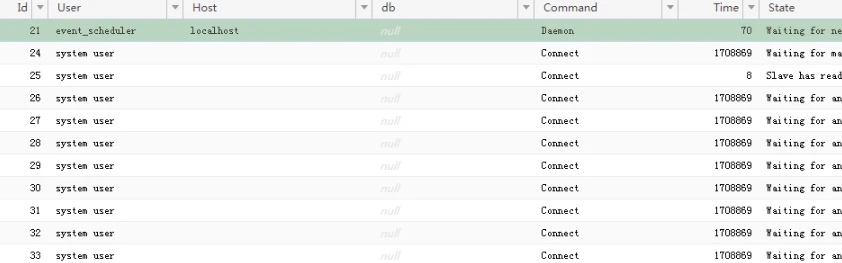 Id User Host db Command Time State
21 event_scheduler localhost null Daemon 70 Waiting for ne
24 system user null Connect 1708869 Waiting for ma
25 system user null Connect 8 Slave has read
26 system user null Connect 1708869 Waiting for an
27 system user null Connect 1708869 Waiting for an
28 system user null Connect 1708869 Waiting for an
29 system user null Connect 1708869 Waiting for an
30 system user null Connect 1708869 Waiting for an
31 system user null Connect 1708869 Waiting for an
32 system user null Connect 1708869 Waiting for an
33 system user null Connect 1708869 Waiting for an